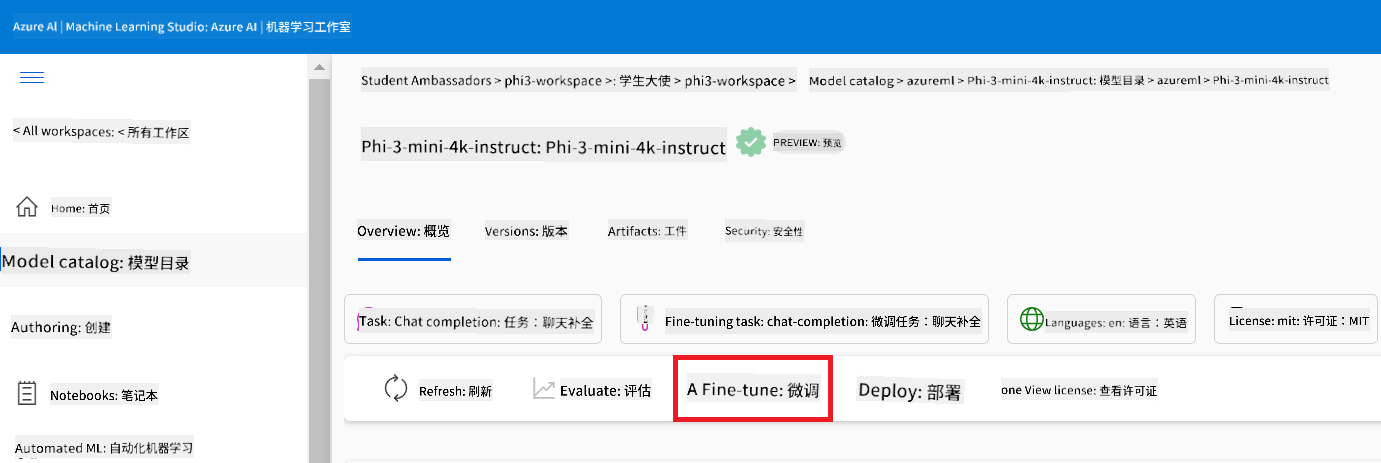 Azure Al | Machine Learning Studio: Azure AI | 机器学习工作室
Student Ambassadors > phi3-workspace >: 学生大使 > phi3-workspace > Model catalog > azureml > Phi-3-mini-4k-instruct: 模型目录 > azureml > Phi-3-mini-4k-instruct
< All workspaces: < 所有工作区
Phi-3-mini-4k-instruct: Phi-3-mini-4k-instruct PREVIEW: 预览
Home: 首页
Overview: 概览 Versions: 版本 Artifacts: 工件 Security: 安全性
Model catalog: 模型目录
Authoring: 创建
Task: Chat completion: 任务：聊天补全 Fine-tuning task: chat-completion: 微调任务：聊天补全 Languages: en: 语言：英语 License: mit: 许可证：MIT
Notebooks: 笔记本
Refresh: 刷新 Evaluate: 评估 A Fine-tune: 微调 Deploy: 部署 one View license: 查看许可证
Automated ML: 自动化机器学习